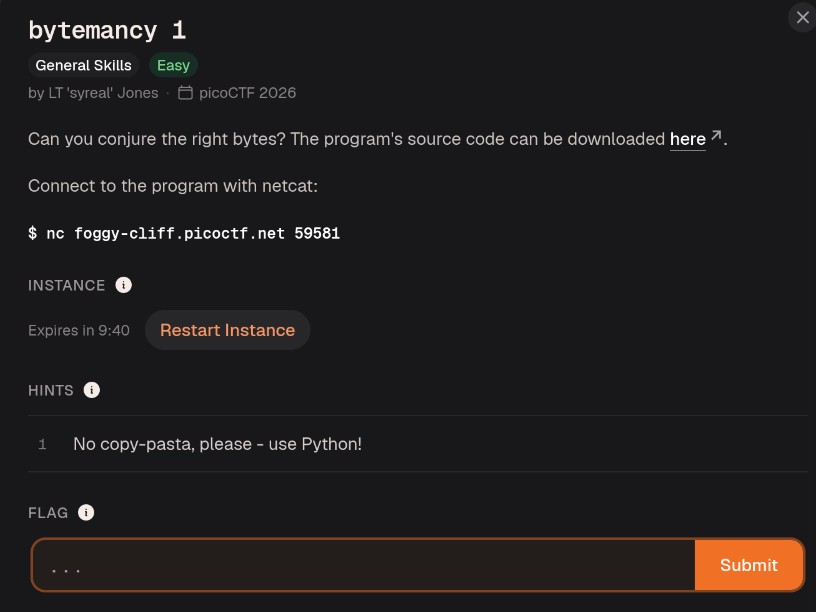 bytemancy 1
General Skills Easy
by LT 'syreal' Jones · picoCTF 2026
Can you conjure the right bytes? The program's source code can be downloaded here ↗.
Connect to the program with netcat:
$ nc foggy-cliff.picoctf.net 59581
INSTANCE i
Expires in 9:40 Restart Instance
HINTS i
1 No copy-pasta, please - use Python!
FLAG i
... Submit